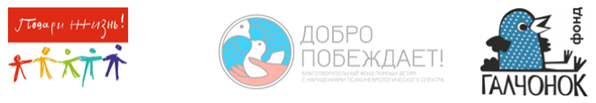 Подари жизнь!
ДОБРО
ПОБЕЖДАЕТ!
БЛАГОТВОРИТЕЛЬНЫЙ ФОНД ПОМОЩИ ДЕТЯМ
С НАРУШЕНИЯМИ ПСИХОНЕВРОЛОГИЧЕСКОГО СПЕКТРА
фонд
ГАЛЧОНОК